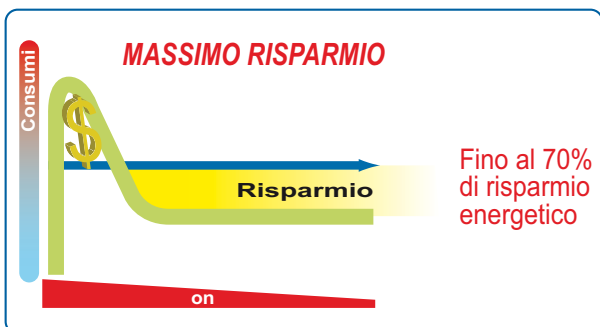 MASSIMO RISPARMIO
Consumi
$
Risparmio
Fino al 70%
di risparmio
energetico
on